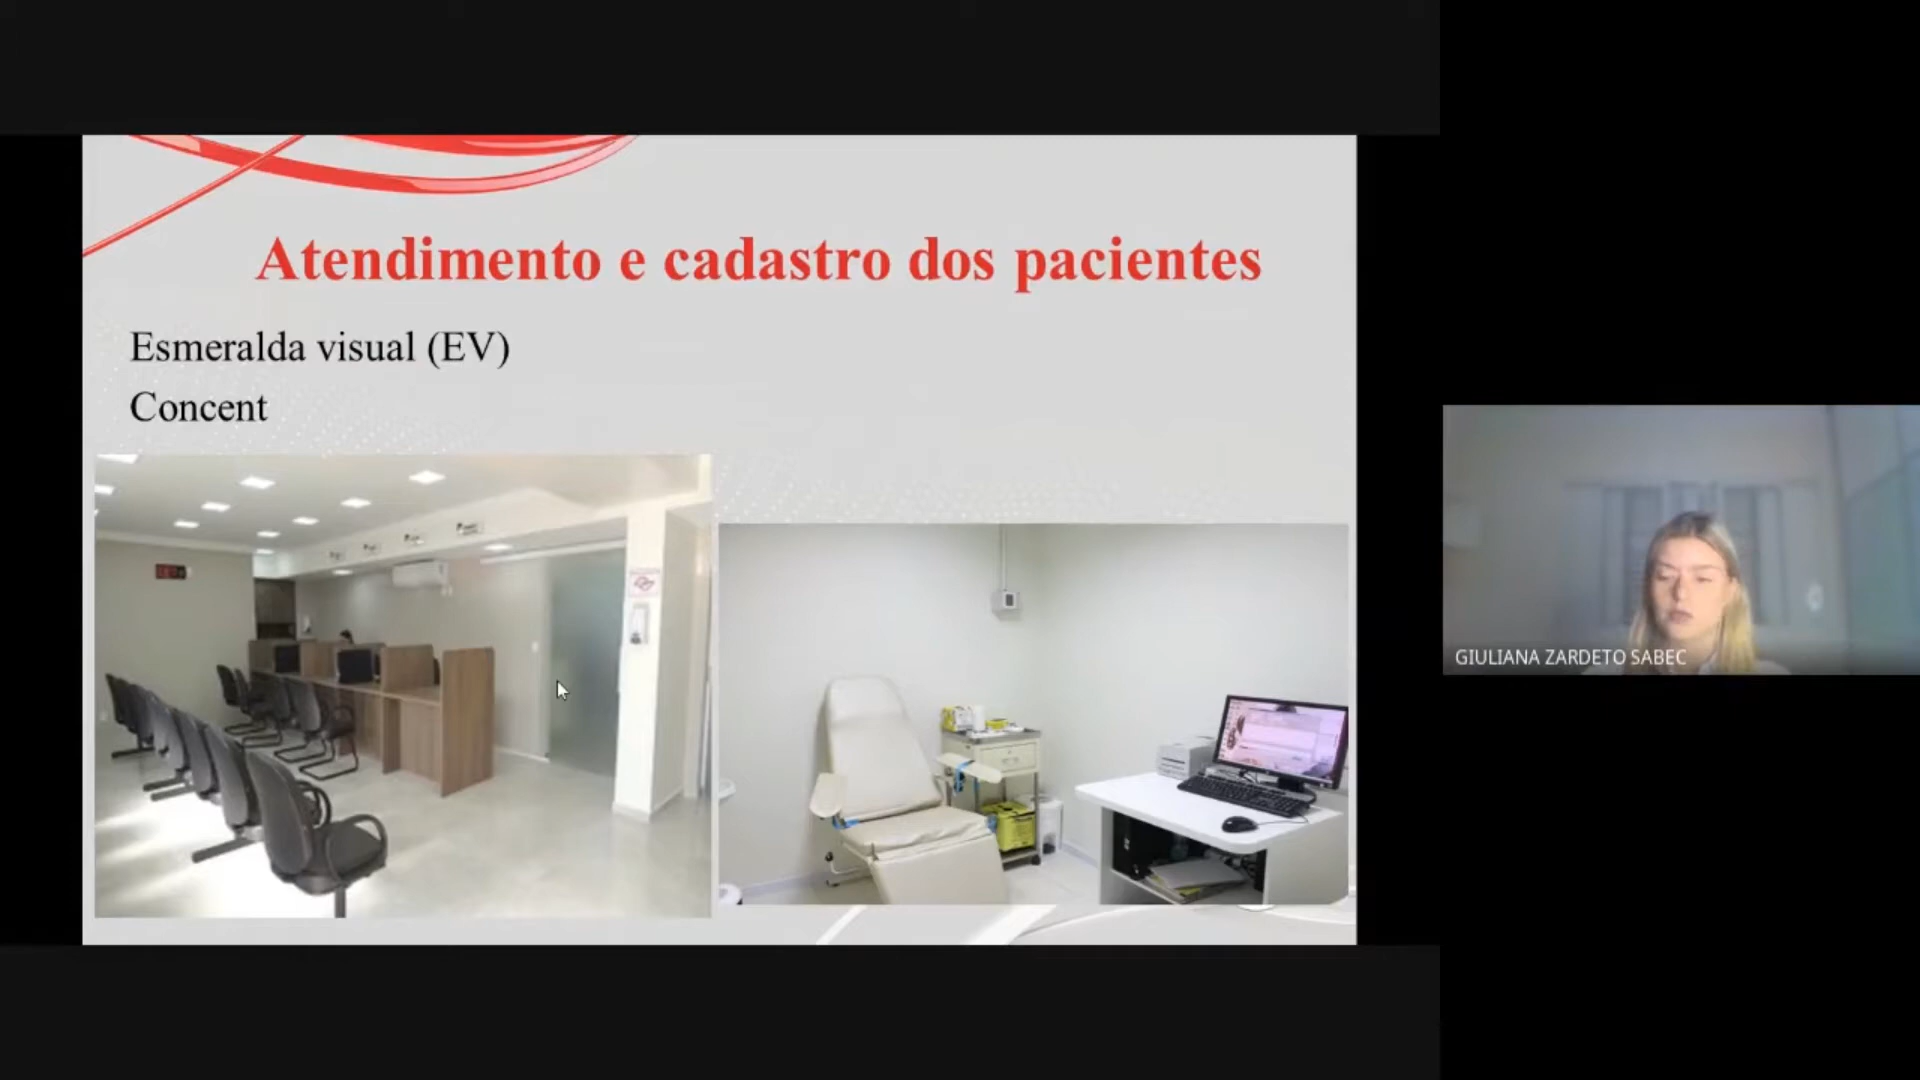 Atendimento e cadastro dos pacientes
Esmeralda visual (EV)
Concent
GIULIANA ZARDETO SABEC